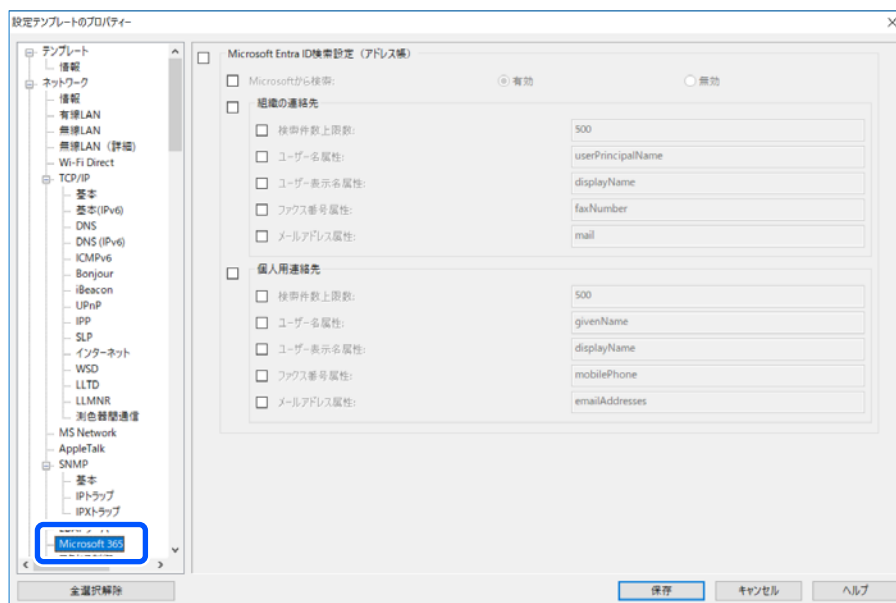 設定テンプレートのプロパティー
テンプレート
情報
ネットワーク
情報
有線LAN
無線LAN
無線LAN（詳細）
Wi-Fi Direct
TCP/IP
基本
基本(IPv6)
DNS
DNS (IPv6)
ICMPv6
Bonjour
iBeacon
UPnP
IPP
SLP
インターネット
WSD
LLTD
LLMNR
測色器間通信
MS Network
AppleTalk
SNMP
基本
IPトラップ
IPXトラップ
Microsoft 365
全選択解除
Microsoft Entra ID検索設定（アドレス帳）
Microsoftから検索: 有効 無効
組織の連絡先
検索件数上限数: 500
ユーザー名属性: userPrincipalName
ユーザー表示名属性: displayName
ファクス番号属性: faxNumber
メールアドレス属性: mail
個人用連絡先
検索件数上限数: 500
ユーザー名属性: givenName
ユーザー表示名属性: displayName
ファクス番号属性: mobilePhone
メールアドレス属性: emailAddresses
保存 キャンセル ヘルプ